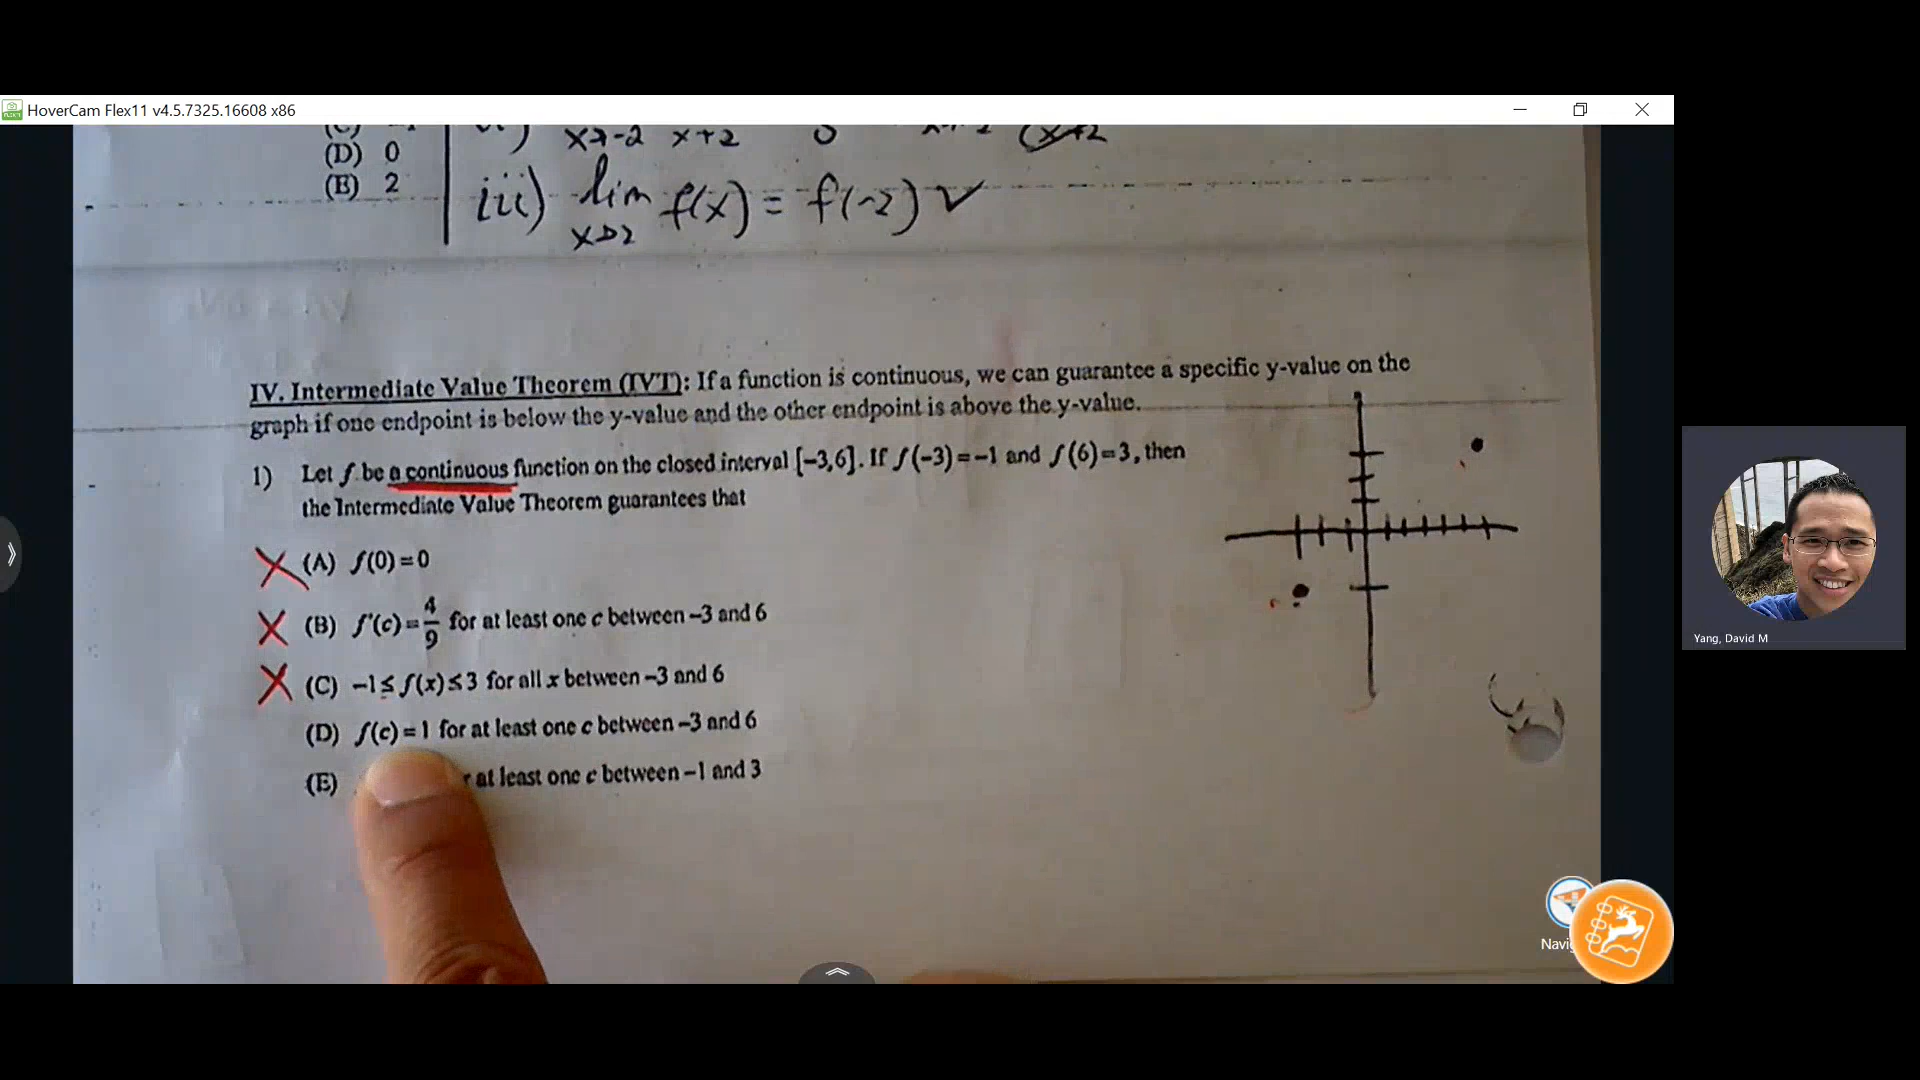 HoverCam Flex11 v4.5.7325.16608 x86
x→-2 x+2 0
(D) 0
(E) 2
iii) lim f(x) = f(-2) ✓
x→2
IV. Intermediate Value Theorem (IVT): If a function is continuous, we can guarantee a specific y-value on the
graph if one endpoint is below the y-value and the other endpoint is above the y-value.
1) Let f be a continuous function on the closed interval [−3,6]. If f(−3)=−1 and f(6)=3, then
the Intermediate Value Theorem guarantees that
X (A) f(0)=0
X (B) f'(c)=4/9 for at least one c between −3 and 6
X (C) −1≤f(x)≤3 for all x between −3 and 6
(D) f(c)=1 for at least one c between −3 and 6
(E) at least one c between −1 and 3
Yang, David M